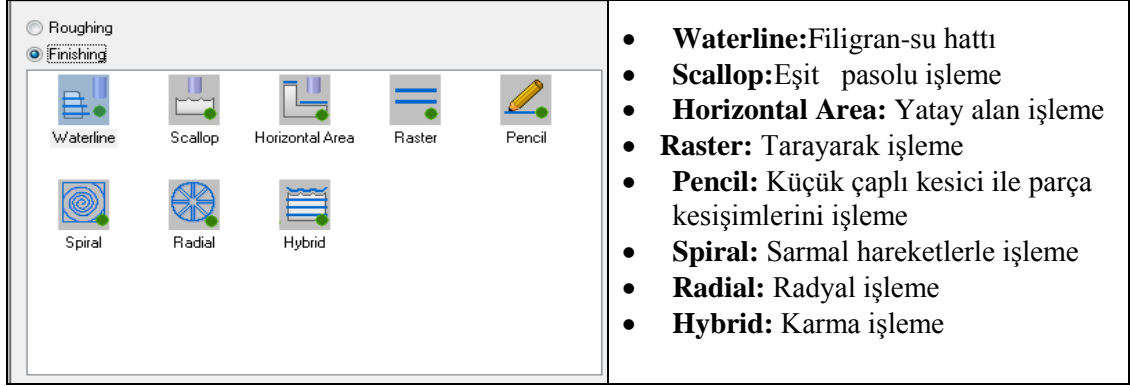 Roughing
Finishing
Waterline Scallop Horizontal Area Raster Pencil
Spiral Radial Hybrid
• Waterline:Filigran-su hattı
• Scallop:Eşit pasolu işleme
• Horizontal Area: Yatay alan işleme
• Raster: Tarayarak işleme
• Pencil: Küçük çaplı kesici ile parça
kesişimlerini işleme
• Spiral: Sarmal hareketlerle işleme
• Radial: Radyal işleme
• Hybrid: Karma işleme